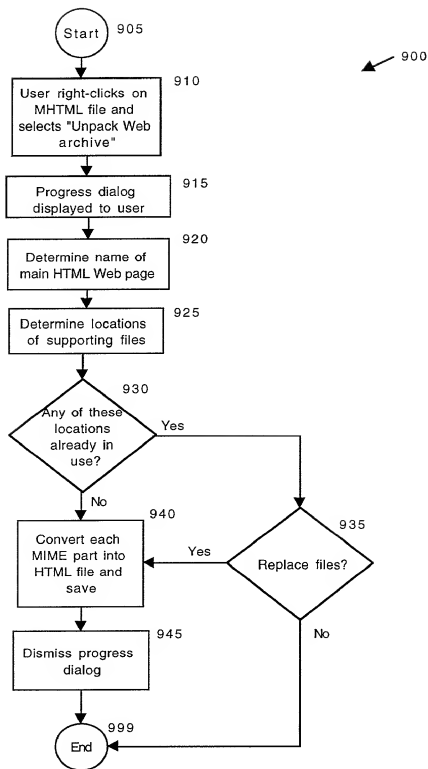 Start
905
900
910
User right-clicks on
MHTML file and
selects "Unpack Web
archive"
915
Progress dialog
displayed to user
920
Determine name of
main HTML Web page
925
Determine locations
of supporting files
930
Any of these
locations
already in
use?
Yes
No
935
Replace files?
Yes
No
940
Convert each
MIME part into
HTML file and
save
945
Dismiss progress
dialog
999
End